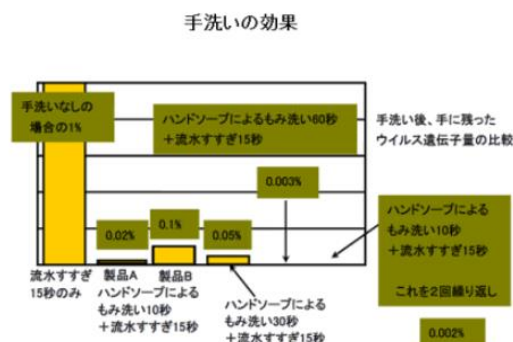 手洗いの効果
手洗いなしの
場合の1%
ハンドソープによるもみ洗い60秒
+流水すすぎ15秒
手洗い後、手に残った
ウイルス遺伝子量の比較
0.003%
0.02%
0.1%
0.05%
ハンドソープによる
もみ洗い10秒
+流水すすぎ15秒
これを2回繰り返し
0.002%
流水すすぎ
15秒のみ
製品A
製品B
ハンドソープによる
もみ洗い10秒
+流水すすぎ15秒
ハンドソープによる
もみ洗い30秒
+流水すすぎ15秒